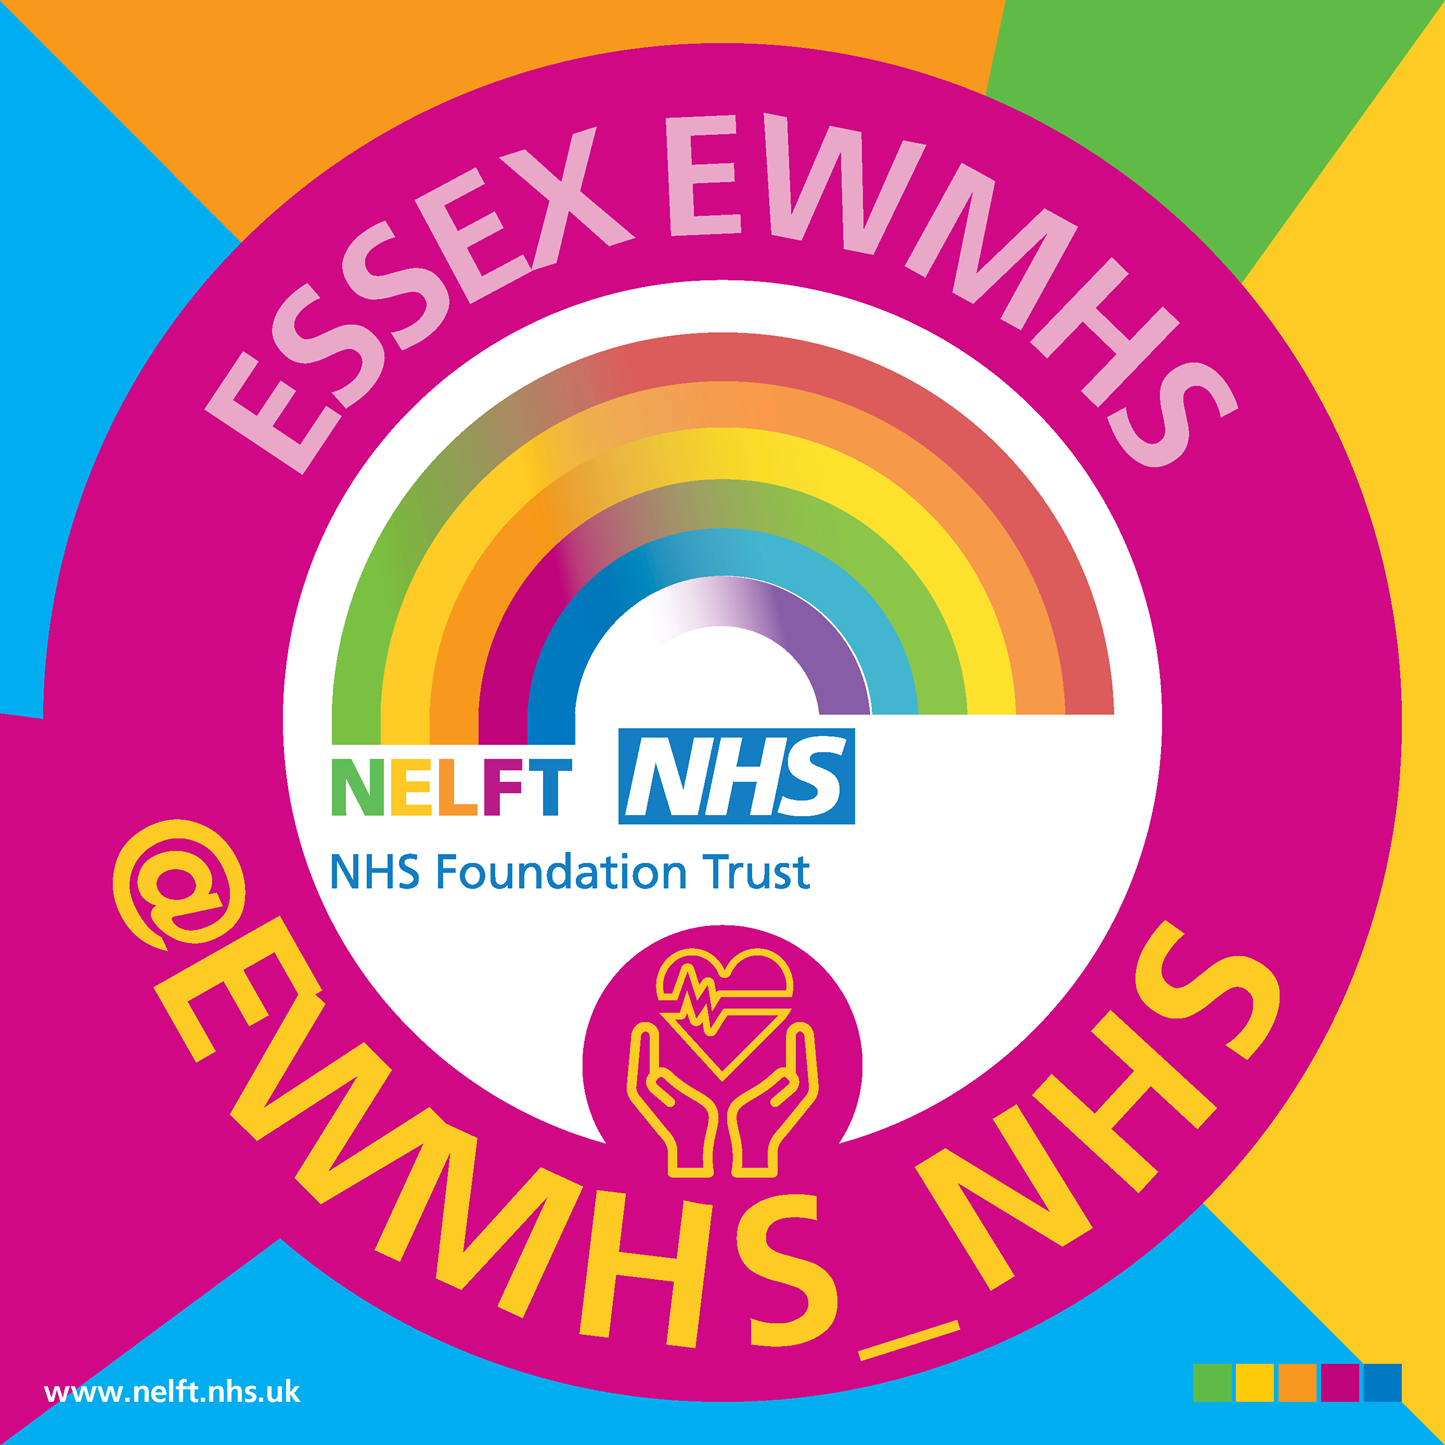 ESSEX EWMHS
NELFT NHS
NHS Foundation Trust
@EWMHS_NHS
www.nelft.nhs.uk